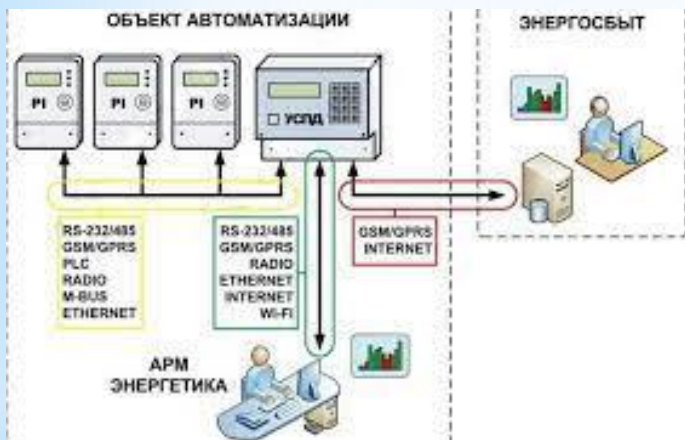 ОБЪЕКТ АВТОМАТИЗАЦИИ
ЭНЕРГОСБЫТ
PI
PI
PI
УСПД
RS-232/485
GSM/GPRS
PLC
RADIO
M-BUS
ETHERNET
RS-232/485
GSM/GPRS
RADIO
ETHERNET
INTERNET
WI-FI
GSM/GPRS
INTERNET
АРМ
ЭНЕРГЕТИКА